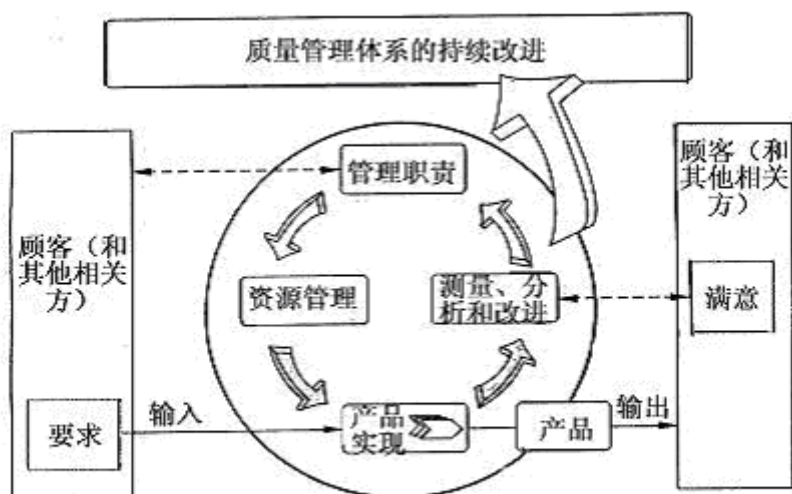 质量管理体系的持续改进
顾客（和
其他相关
方）
要求
输入
管理职责
资源管理
测量、分
析和改进
产品
实现
产品
输出
顾客（和
其他相关
方）
满意